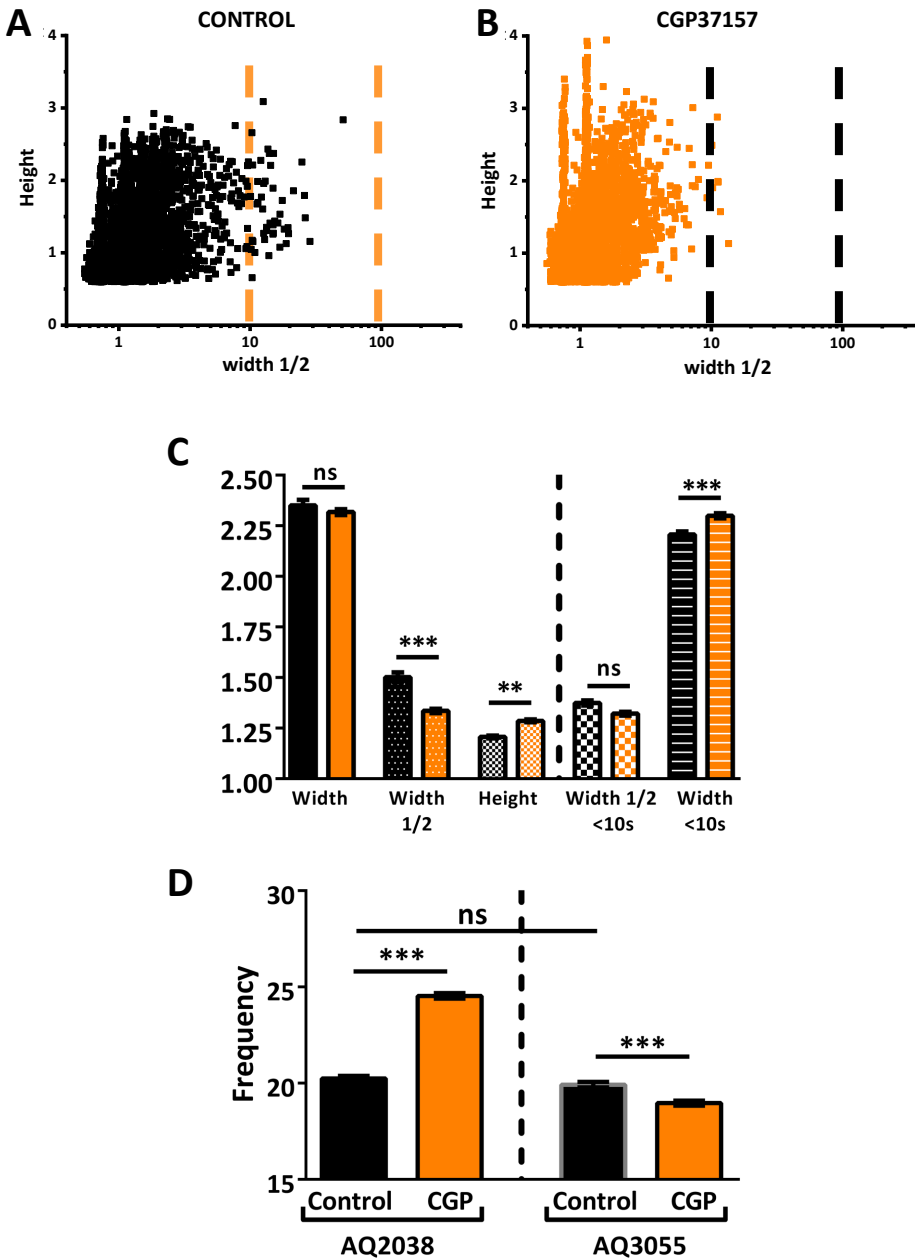 A
CONTROL
Height
4
3
2
1
0
1
10
100
width 1/2
B
CGP37157
Height
4
3
2
1
0
1
10
100
width 1/2
C
2.50
2.25
2.00
1.75
1.50
1.25
1.00
ns
***
**
ns
***
Width
Width
1/2
Height
Width 1/2
<10s
Width
<10s
D
Frequency
30
25
20
15
ns
***
***
Control
CGP
Control
CGP
AQ2038
AQ3055